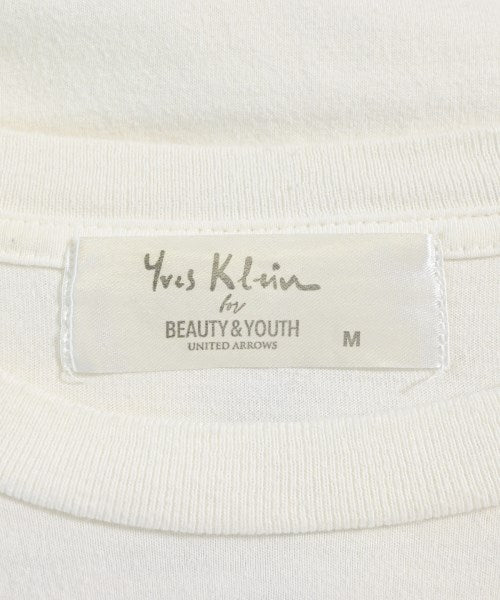 Yves Klein
for
BEAUTY&YOUTH
UNITED ARROWS
M